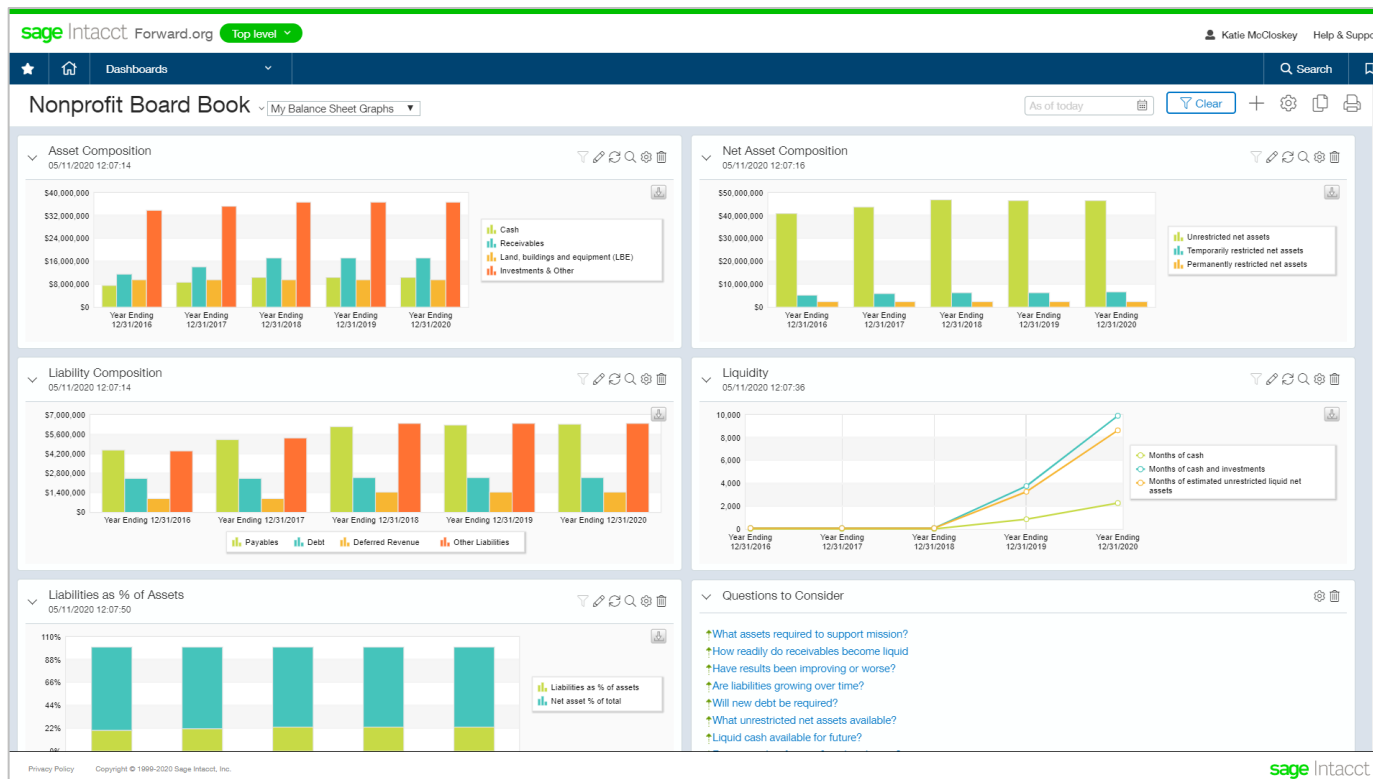 sage Intacct Forward.org Top level
Katie McCloskey Help & Suppo
Dashboards
Search
Nonprofit Board Book My Balance Sheet Graphs
As of today
Clear
Asset Composition
05/11/2020 12:07:14
$40,000,000
$32,000,000
$24,000,000
$16,000,000
$8,000,000
$0
Year Ending 12/31/2016
Year Ending 12/31/2017
Year Ending 12/31/2018
Year Ending 12/31/2019
Year Ending 12/31/2020
Cash
Receivables
Land, buildings and equipment (LBE)
Investments & Other
Net Asset Composition
05/11/2020 12:07:16
$50,000,000
$40,000,000
$30,000,000
$20,000,000
$10,000,000
$0
Year Ending 12/31/2016
Year Ending 12/31/2017
Year Ending 12/31/2018
Year Ending 12/31/2019
Year Ending 12/31/2020
Unrestricted net assets
Temporarily restricted net assets
Permanently restricted net assets
Liability Composition
05/11/2020 12:07:14
$7,000,000
$5,600,000
$4,200,000
$2,800,000
$1,400,000
$0
Year Ending 12/31/2016
Year Ending 12/31/2017
Year Ending 12/31/2018
Year Ending 12/31/2019
Year Ending 12/31/2020
Payables Debt Deferred Revenue Other Liabilities
Liquidity
05/11/2020 12:07:36
10,000
8,000
6,000
4,000
2,000
0
Year Ending 12/31/2016
Year Ending 12/31/2017
Year Ending 12/31/2018
Year Ending 12/31/2019
Year Ending 12/31/2020
Months of cash
Months of cash and investments
Months of estimated unrestricted liquid net
assets
Liabilities as % of Assets
05/11/2020 12:07:50
110%
88%
66%
44%
22%
0%
Liabilities as % of assets
Net asset % of total
Questions to Consider
What assets required to support mission?
How readily do receivables become liquid
Have results been improving or worse?
Are liabilities growing over time?
Will new debt be required?
What unrestricted net assets available?
Liquid cash available for future?
Privacy Policy Copyright © 1999-2020 Sage Intacct, Inc.
sage Intacct